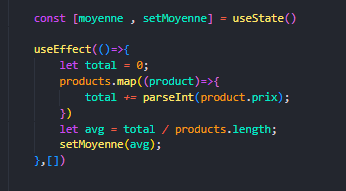 const [moyenne , setMoyenne] = useState()
useEffect(()=>{
let total = 0;
products.map((product)=>{
total += parseInt(product.prix);
})
let avg = total / products.length;
setMoyenne(avg);
},[])